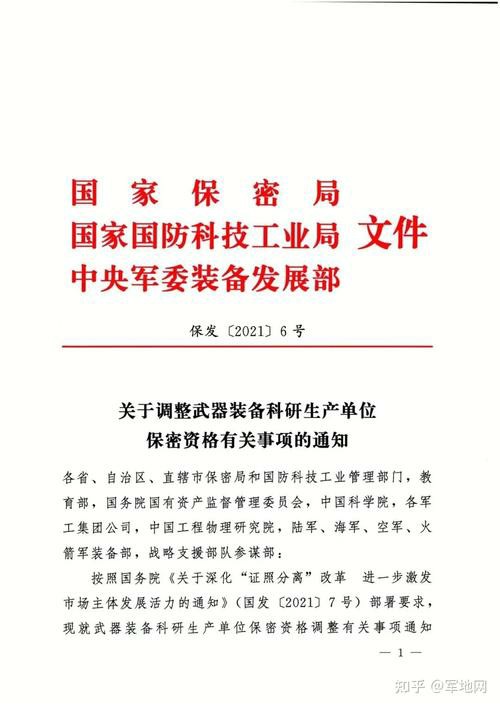 国家保密局
国家国防科技工业局 文件
中央军委装备发展部
保发〔2021〕6号
关于调整武器装备科研生产单位
保密资格有关事项的通知
各省、自治区、直辖市保密局和国防科技工业管理部门，教
育部，国务院国有资产监督管理委员会，中国科学院，各军
工集团公司，中国工程物理研究院，陆军、海军、空军、火
箭军装备部，战略支援部队参谋部：
按照国务院《关于深化“证照分离”改革 进一步激发
市场主体发展活力的通知》（国发〔2021〕7号）部署要求，
现就武器装备科研生产单位保密资格调整有关事项通知
— 1 —
知乎 @军地网